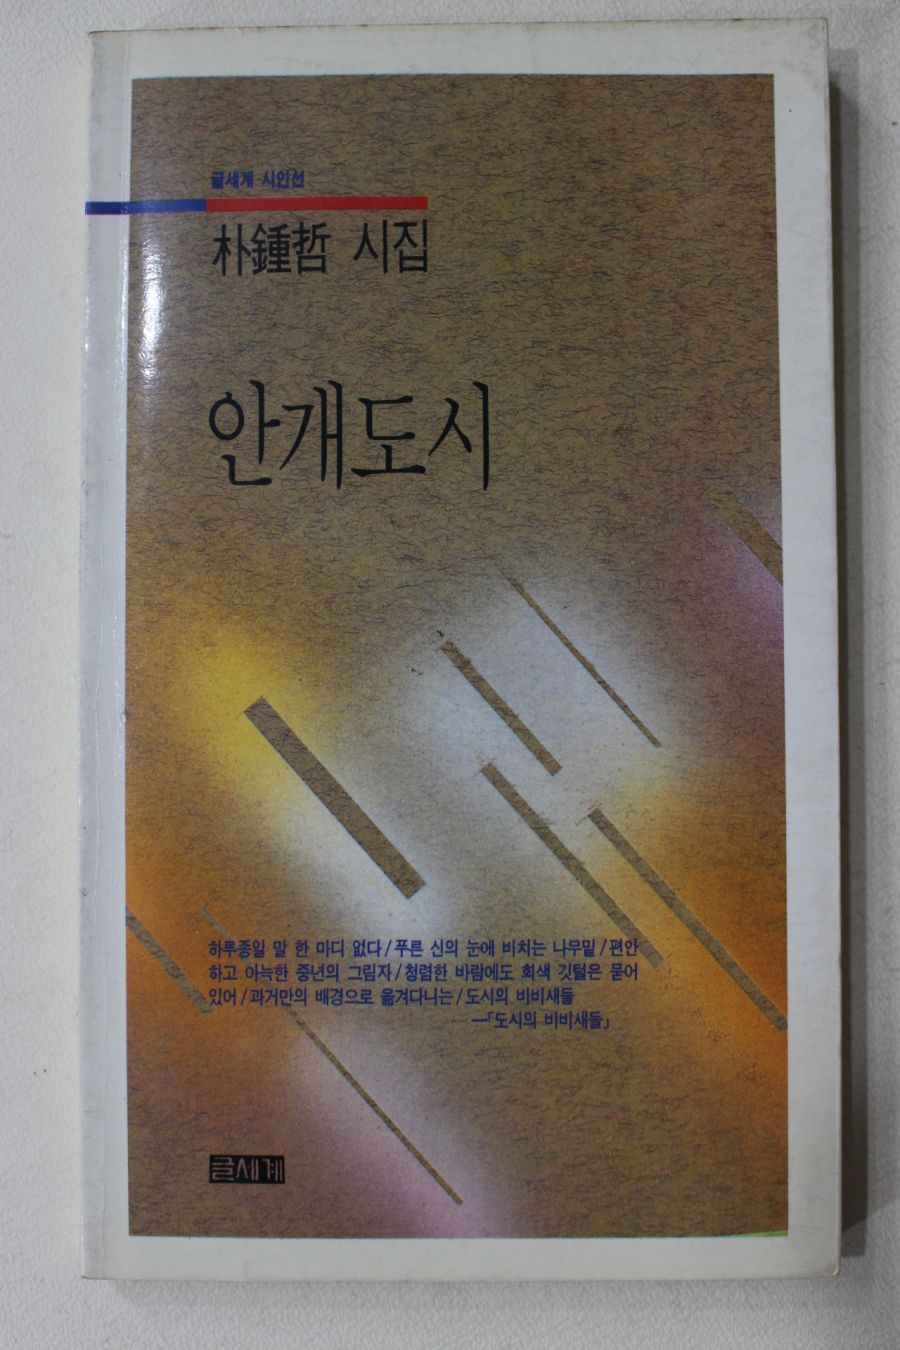 글세계 시인선
朴鍾哲 시집
안개도시
하루종일 말 한 마디 없다/푸른 신의 눈에 비치는 나무밑/편안
하고 아늑한 중년의 그림자/청렴한 바람에도 회색 깃털은 묻어
있어/과거만의 배경으로 옮겨다니는/도시의 비비새들
—「도시의 비비새들」
글세계